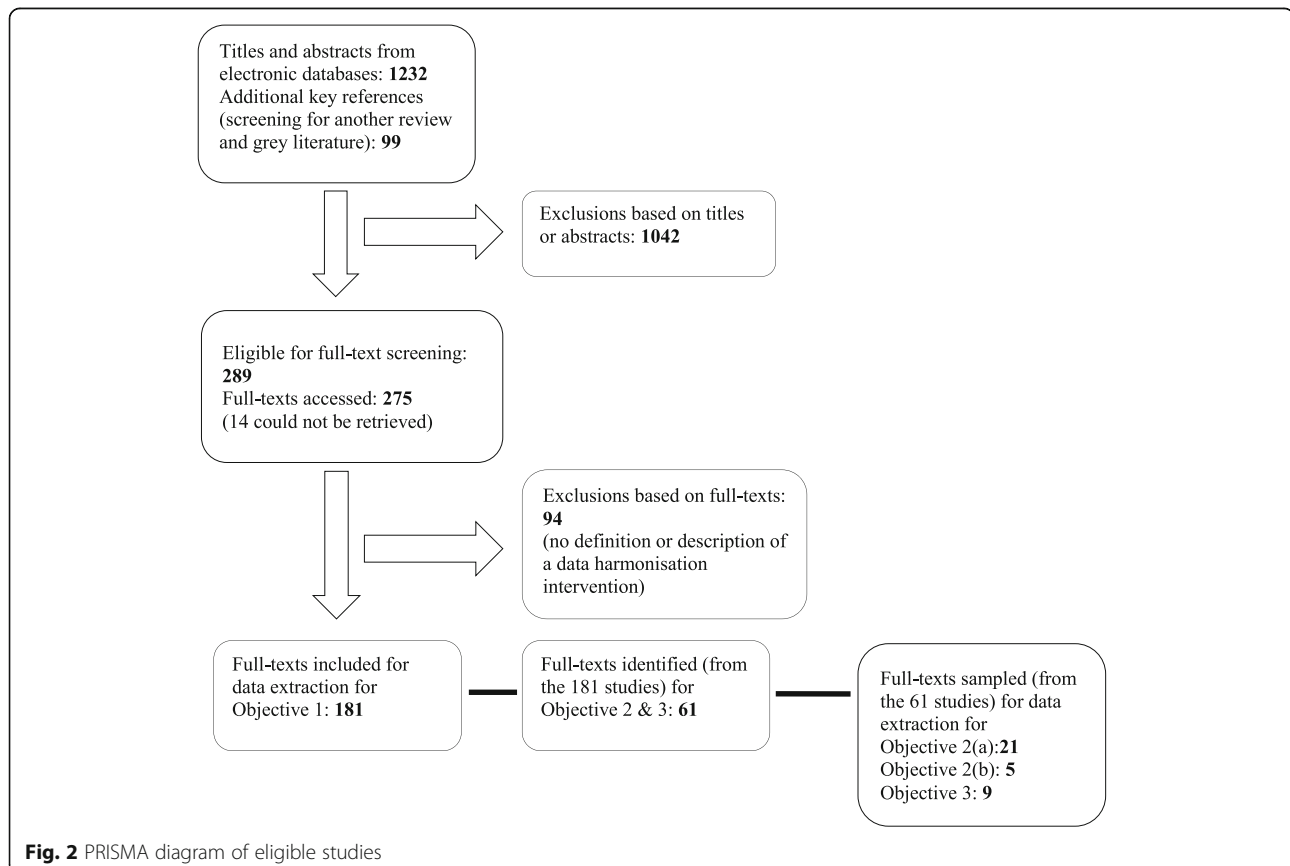 Titles and abstracts from
electronic databases: 1232
Additional key references
(screening for another review
and grey literature): 99
Exclusions based on titles
or abstracts: 1042
Eligible for full-text screening:
289
Full-texts accessed: 275
(14 could not be retrieved)
Exclusions based on full-texts:
94
(no definition or description of
a data harmonisation
intervention)
Full-texts included for
data extraction for
Objective 1: 181
Full-texts identified (from
the 181 studies) for
Objective 2 & 3: 61
Full-texts sampled (from
the 61 studies) for data
extraction for
Objective 2(a):21
Objective 2(b): 5
Objective 3: 9
Fig. 2 PRISMA diagram of eligible studies